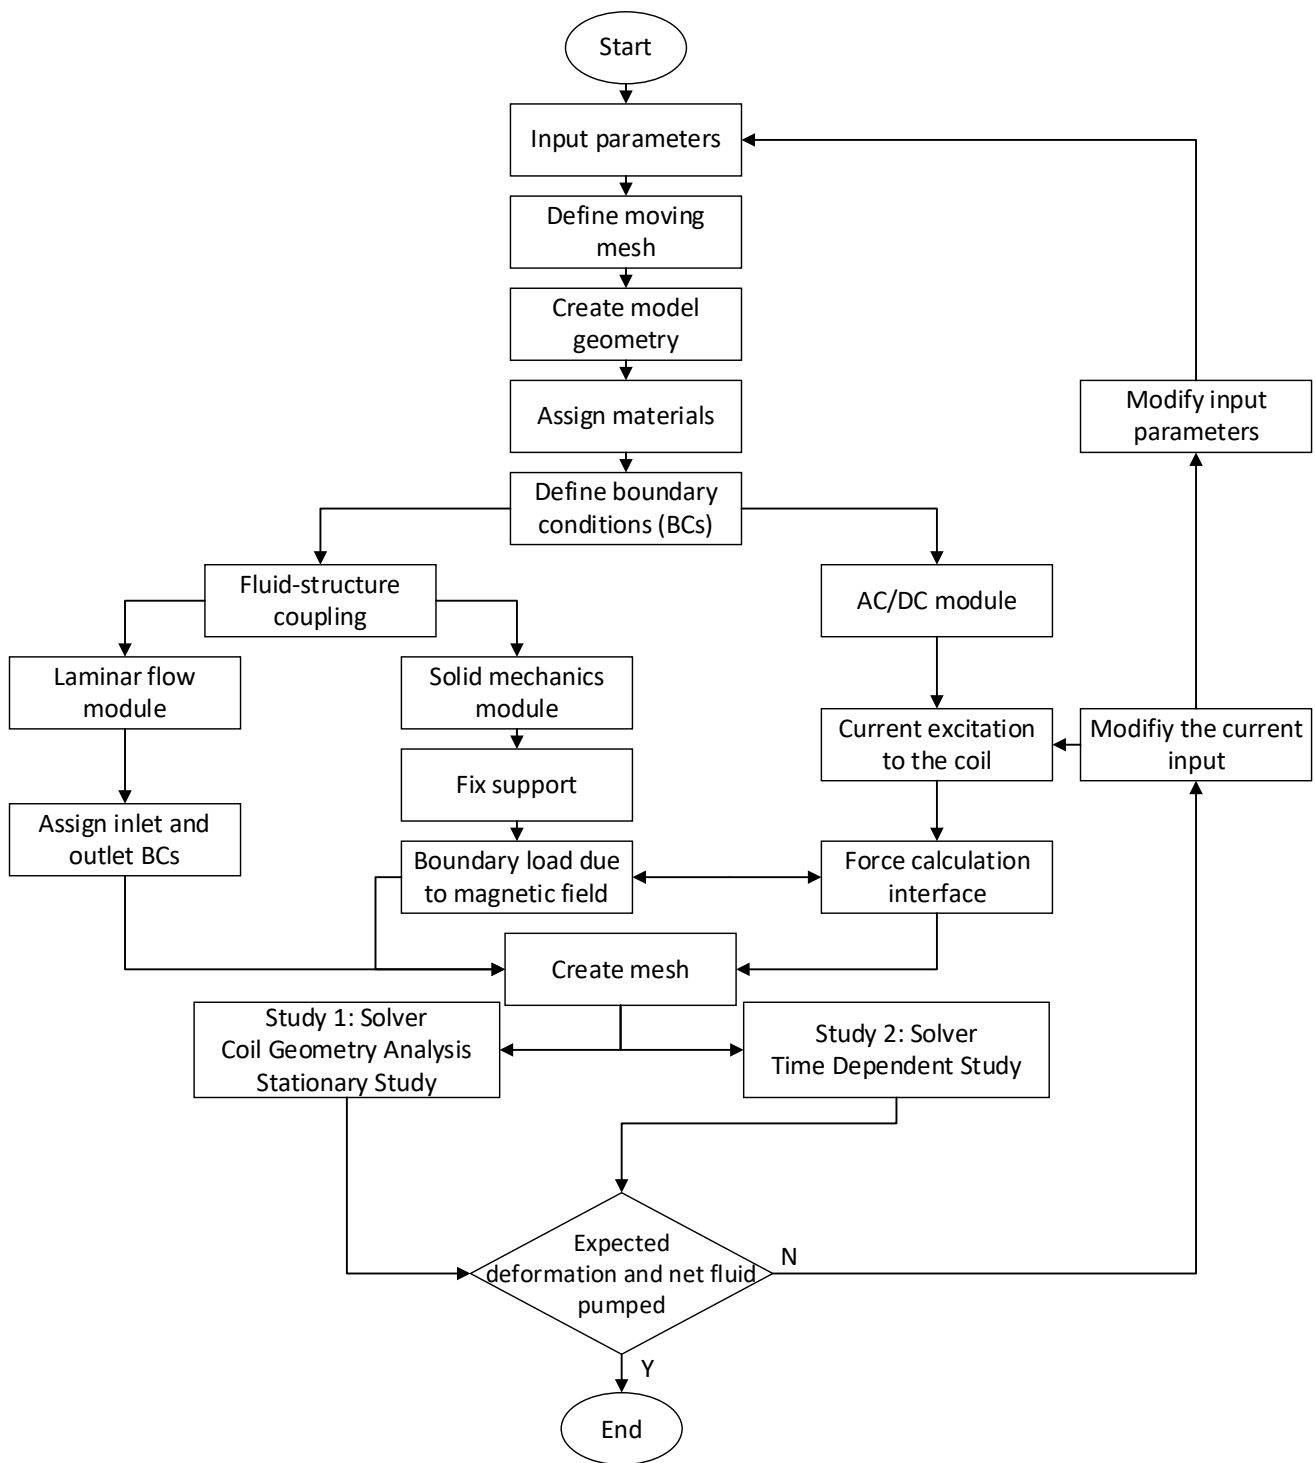 Start
Input parameters
Define moving
mesh
Create model
geometry
Assign materials
Modify input
parameters
Define boundary
conditions (BCs)
Fluid-structure
coupling
AC/DC module
Laminar flow
module
Solid mechanics
module
Current excitation
to the coil
Modifiy the current
input
Fix support
Assign inlet and
outlet BCs
Boundary load due
to magnetic field
Force calculation
interface
Create mesh
Study 1: Solver
Coil Geometry Analysis
Stationary Study
Study 2: Solver
Time Dependent Study
Expected
deformation and net fluid
pumped
N
Y
End